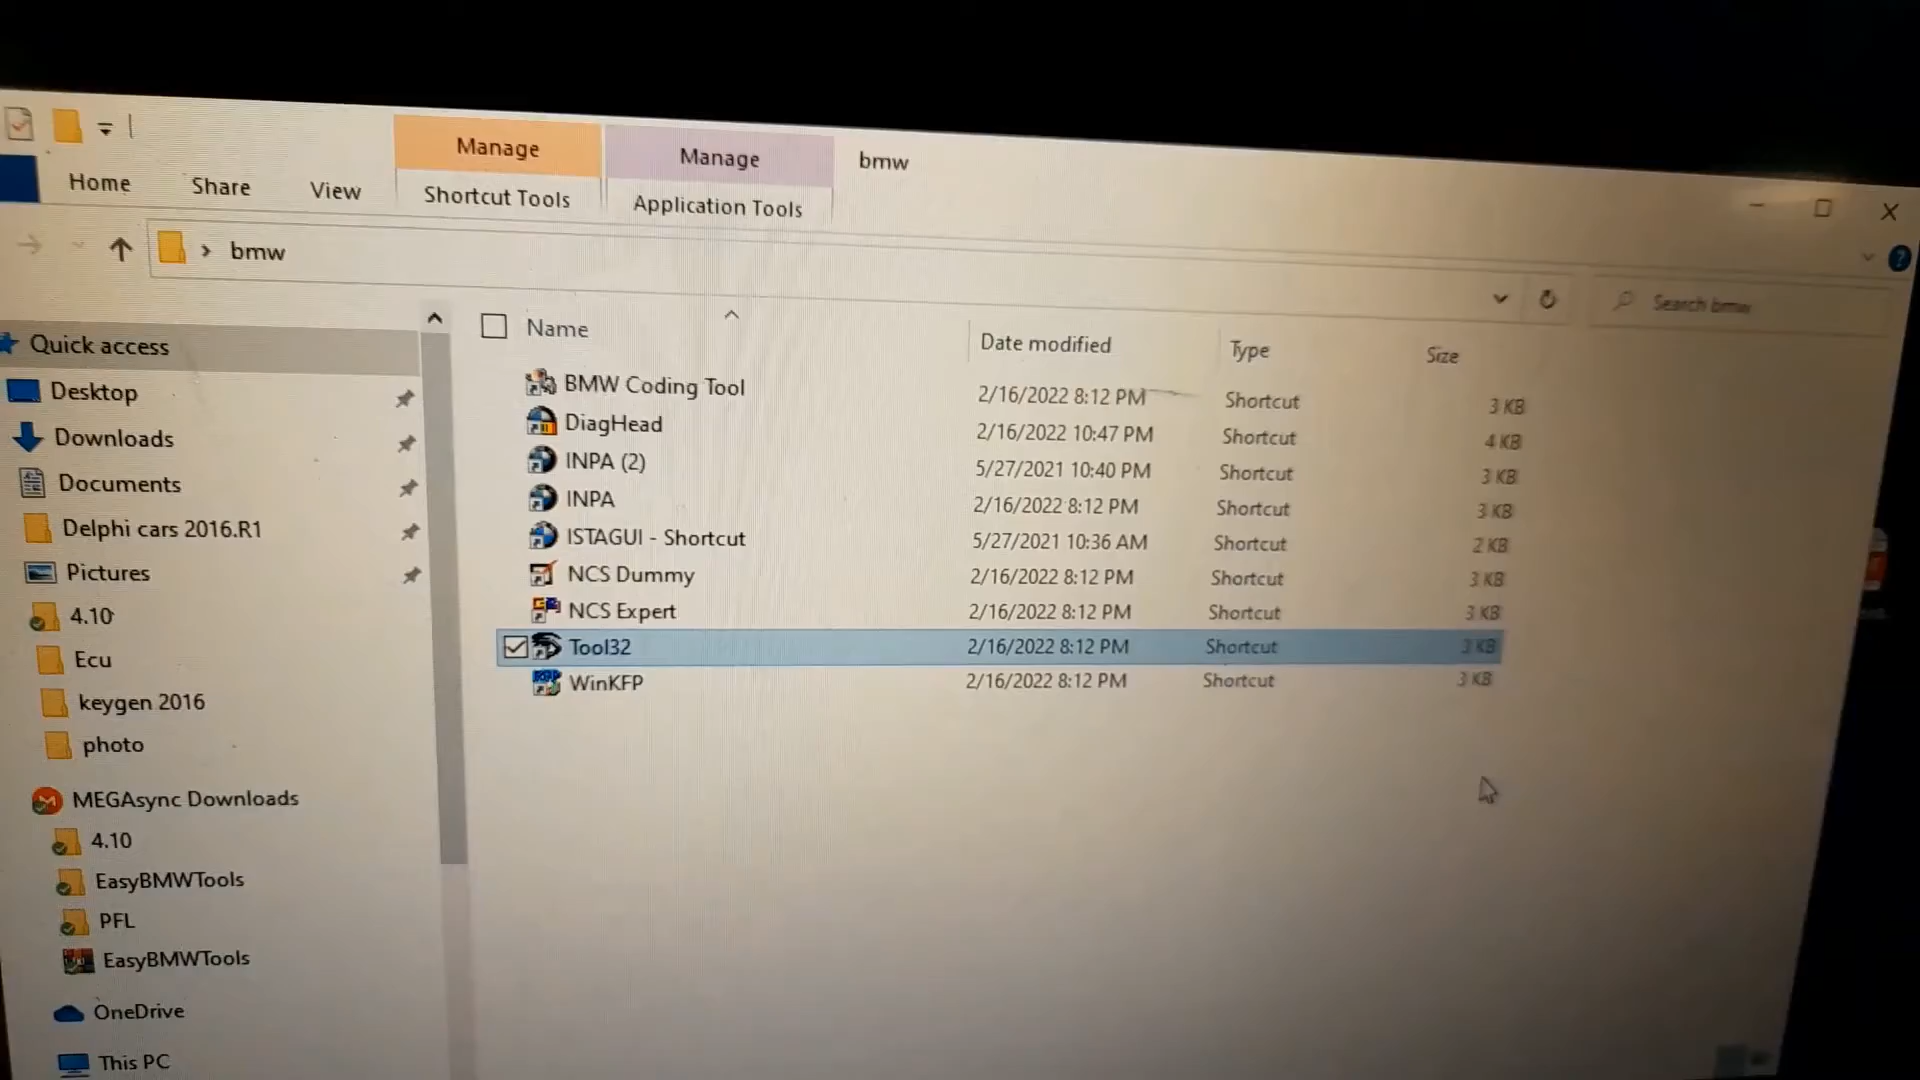 Manage
Manage
bmw
Home
Share
View
Shortcut Tools
Application Tools
bmw
Search bmw
Quick access
Desktop
Downloads
Documents
Delphi cars 2016.R1
Pictures
4.10
Ecu
keygen 2016
photo
MEGAsync Downloads
4.10
EasyBMWTools
PFL
EasyBMWTools
OneDrive
This PC
Name Date modified Type Size
BMW Coding Tool 2/16/2022 8:12 PM Shortcut 3 KB
DiagHead 2/16/2022 10:47 PM Shortcut 4 KB
INPA (2) 5/27/2021 10:40 PM Shortcut 3 KB
INPA 2/16/2022 8:12 PM Shortcut 3 KB
ISTAGUI - Shortcut 5/27/2021 10:36 AM Shortcut 2 KB
NCS Dummy 2/16/2022 8:12 PM Shortcut 3 KB
NCS Expert 2/16/2022 8:12 PM Shortcut 3 KB
Tool32 2/16/2022 8:12 PM Shortcut 3 KB
WinKFP 2/16/2022 8:12 PM Shortcut 3 KB